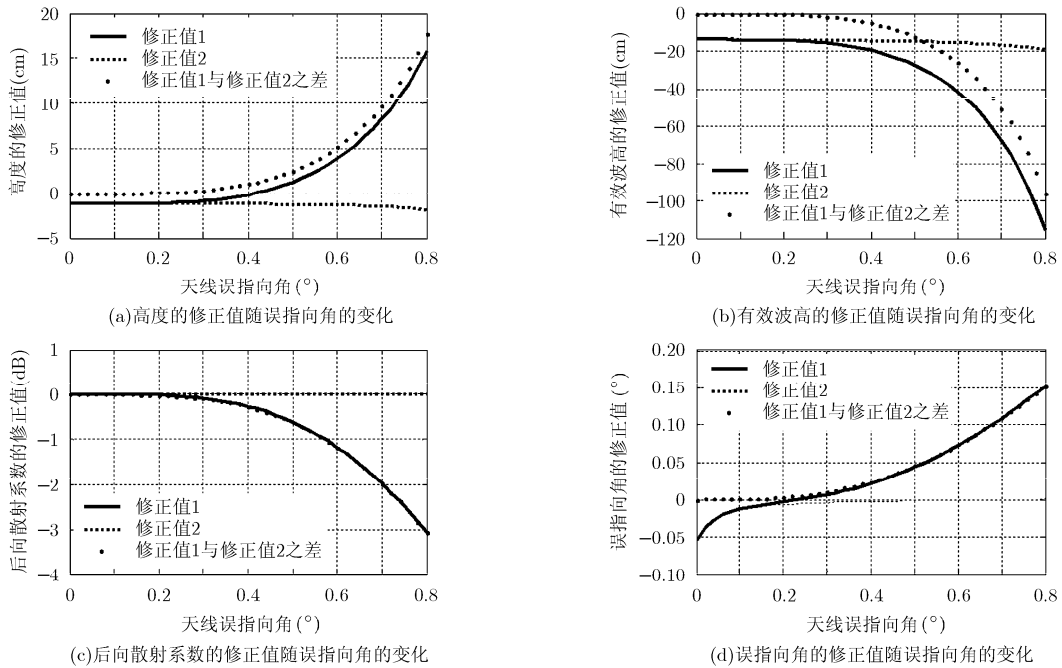 20
15
10
5
0
−5
高度的修正值(cm)
修正值1
修正值2
修正值1与修正值2之差
0 0.2 0.4 0.6 0.8
天线误指向角(°)
(a)高度的修正值随误指向角的变化
0
−20
−40
−60
−80
−100
−120
有效波高的修正值(cm)
修正值1
修正值2
修正值1与修正值2之差
0 0.2 0.4 0.6 0.8
天线误指向角(°)
(b)有效波高的修正值随误指向角的变化
1
0
−1
−2
−3
−4
后向散射系数的修正值(dB)
修正值1
修正值2
修正值1与修正值2之差
0 0.2 0.4 0.6 0.8
天线误指向角(°)
(c)后向散射系数的修正值随误指向角的变化
0.20
0.15
0.10
0.05
0
−0.05
−0.10
误指向角的修正值(°)
修正值1
修正值2
修正值1与修正值2之差
0 0.2 0.4 0.6 0.8
天线误指向角(°)
(d)误指向角的修正值随误指向角的变化